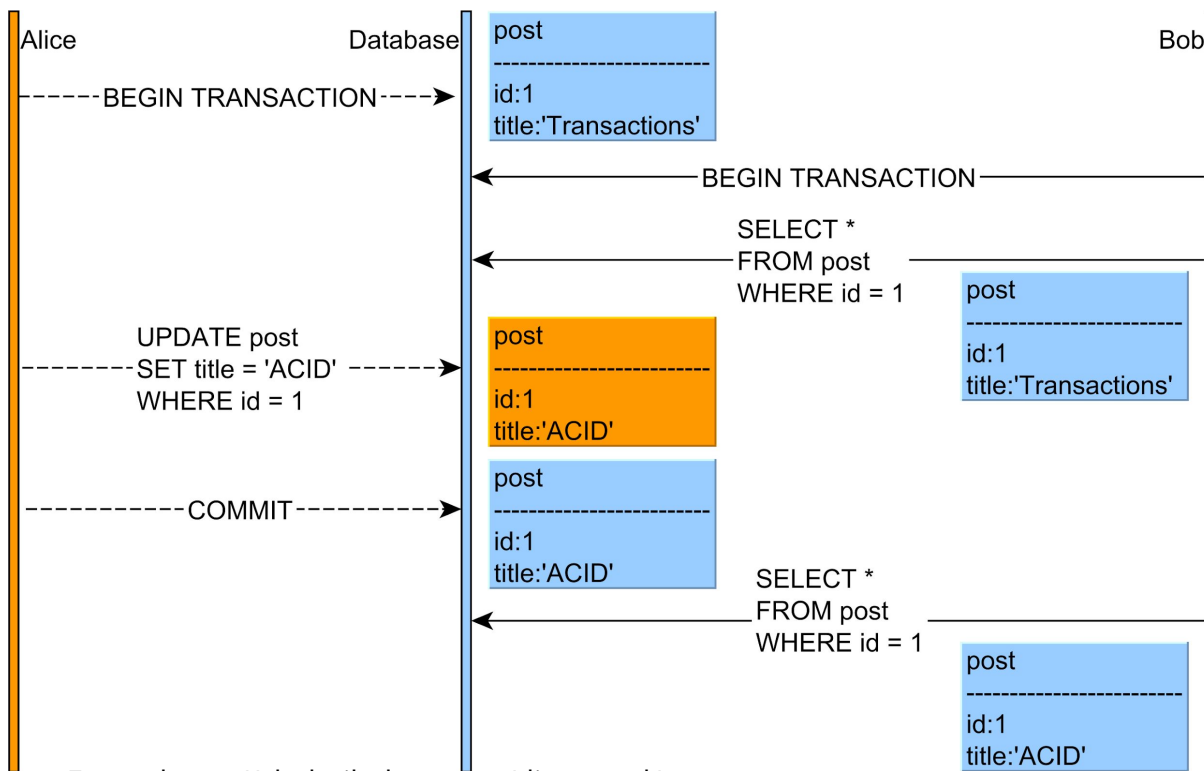 Alice
Database
Bob
post
---------------------------
id:1
title:'Transactions'
BEGIN TRANSACTION
BEGIN TRANSACTION
SELECT *
FROM post
WHERE id = 1
post
---------------------------
id:1
title:'Transactions'
UPDATE post
SET title = 'ACID'
WHERE id = 1
post
---------------------------
id:1
title:'ACID'
COMMIT
post
---------------------------
id:1
title:'ACID'
SELECT *
FROM post
WHERE id = 1
post
---------------------------
id:1
title:'ACID'